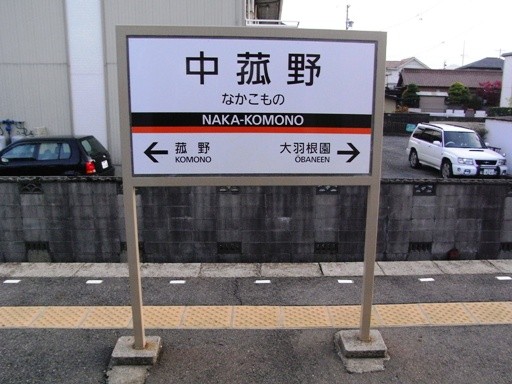 中菰野
なかこもの
NAKA-KOMONO
← 菰野 大羽根園 →
KOMONO ŌBANEEN